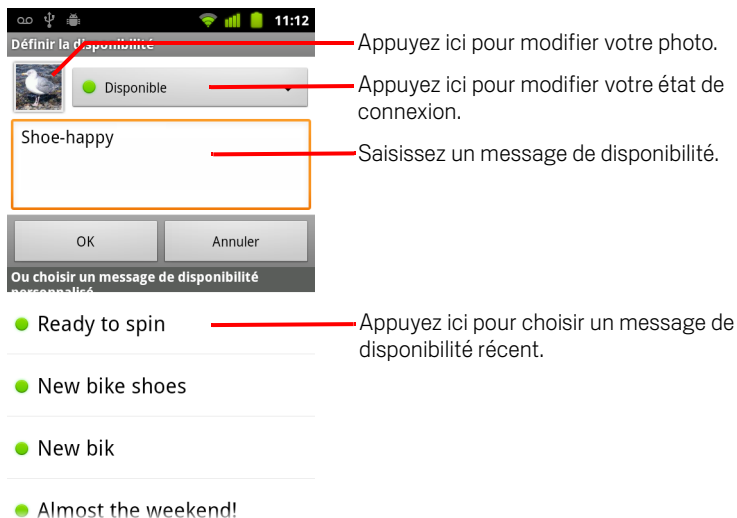 11:12
Définir la disponibilité
Appuyez ici pour modifier votre photo.
Disponible
Appuyez ici pour modifier votre état de
connexion.
Shoe-happy
Saisissez un message de disponibilité.
OK
Annuler
Ou choisir un message de disponibilité
personnalisé
Ready to spin
Appuyez ici pour choisir un message de
disponibilité récent.
New bike shoes
New bik
Almost the weekend!